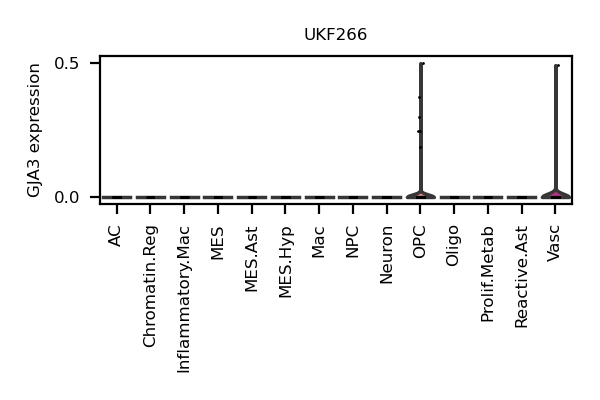 UKF266
GJA3 expression
0.5
0.0
AC
Chromatin.Reg
Inflammatory.Mac
MES
MES.Ast
MES.Hyp
Mac
NPC
Neuron
OPC
Oligo
Prolif.Metab
Reactive.Ast
Vasc